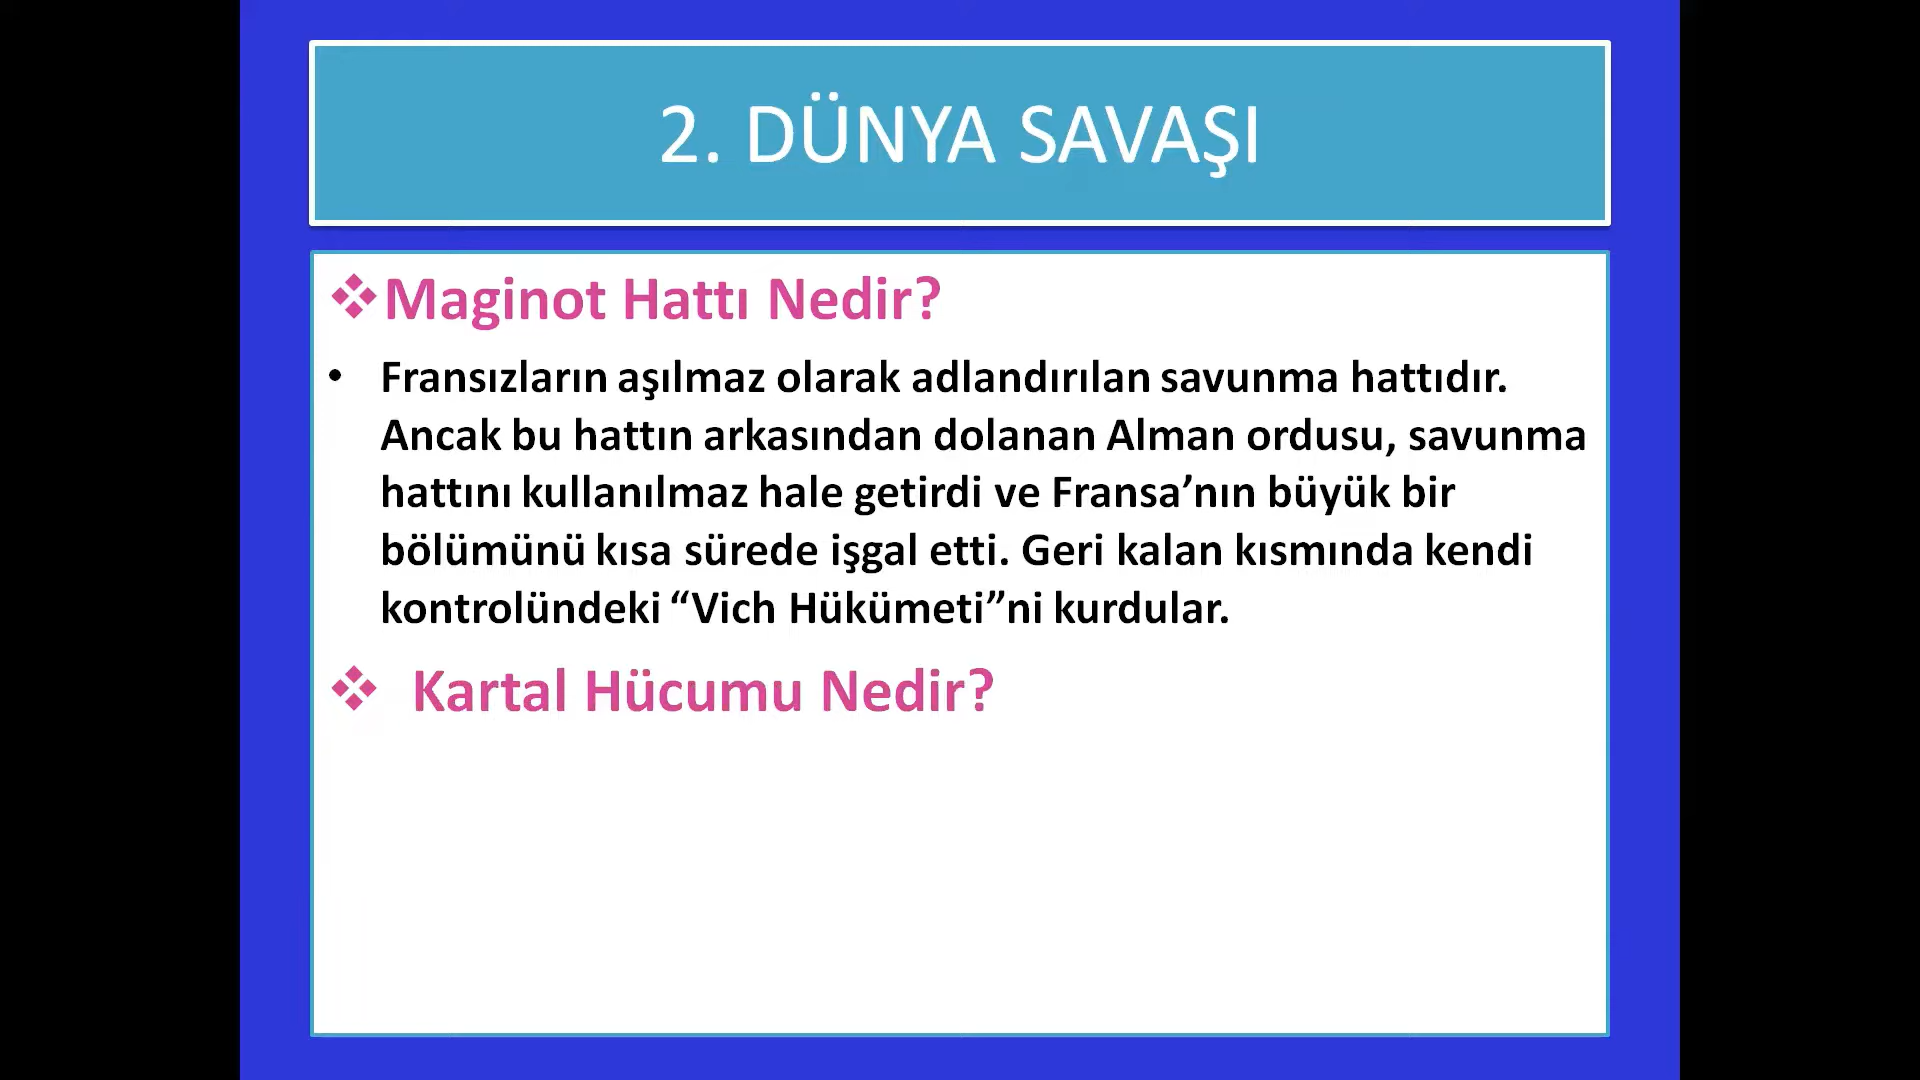 2. DÜNYA SAVAŞI
❖Maginot Hattı Nedir?
• Fransızların aşılmaz olarak adlandırılan savunma hattıdır.
Ancak bu hattın arkasından dolanan Alman ordusu, savunma
hattını kullanılmaz hale getirdi ve Fransa’nın büyük bir
bölümünü kısa sürede işgal etti. Geri kalan kısmında kendi
kontrolündeki “Vich Hükümeti”ni kurdular.
❖ Kartal Hücumu Nedir?